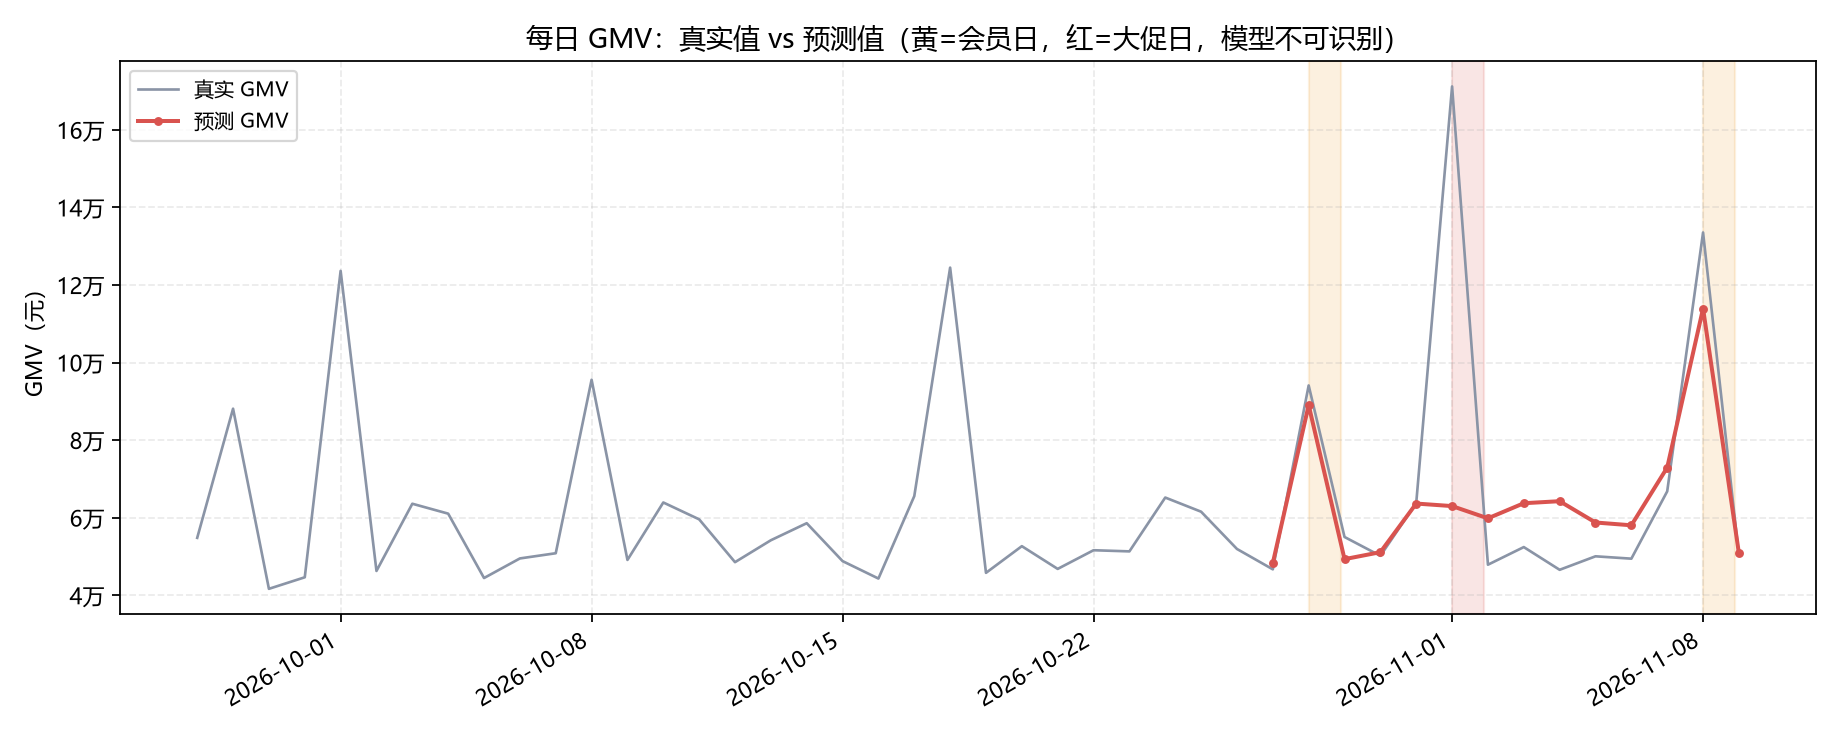 每日 GMV：真实值 vs 预测值（黄=会员日，红=大促日，模型不可识别）
真实 GMV
预测 GMV
GMV（元）
16万
14万
12万
10万
8万
6万
4万
2026-10-01
2026-10-08
2026-10-15
2026-10-22
2026-11-01
2026-11-08